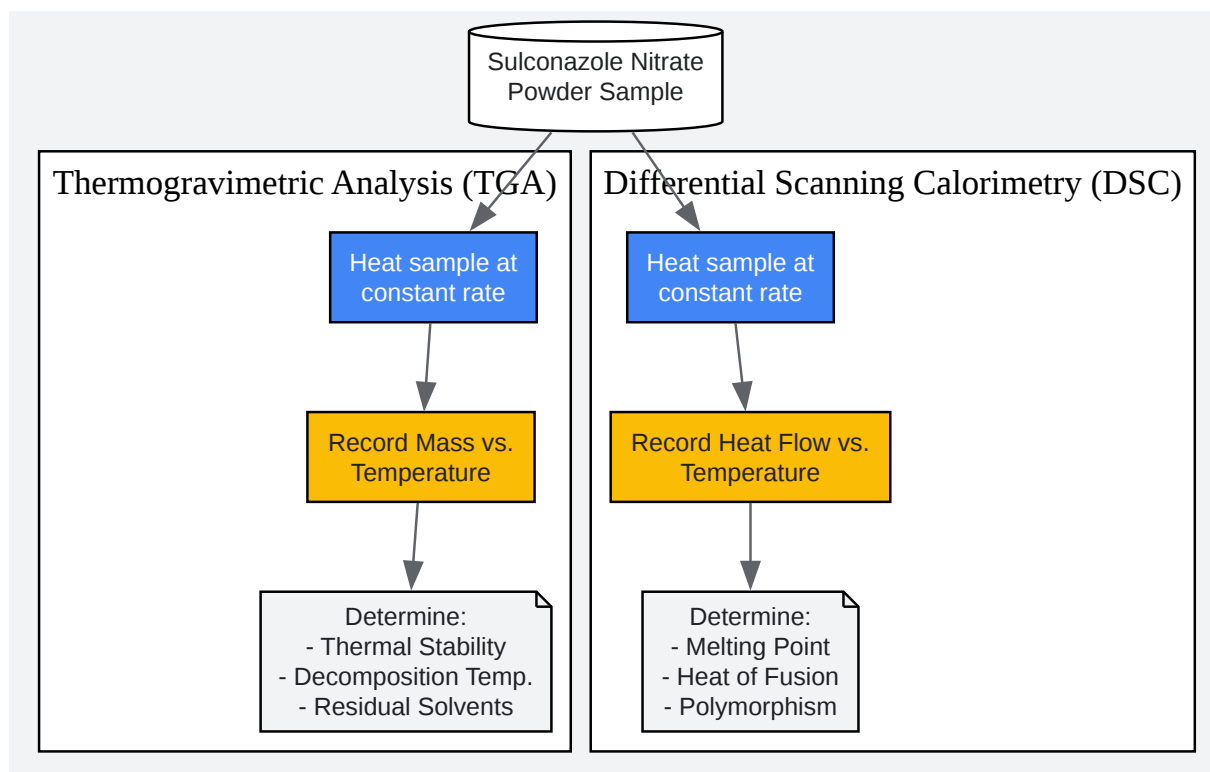 Sulconazole Nitrate
Powder Sample
Thermogravimetric Analysis (TGA)
Heat sample at
constant rate
Record Mass vs.
Temperature
Determine:
- Thermal Stability
- Decomposition Temp.
- Residual Solvents
Differential Scanning Calorimetry (DSC)
Heat sample at
constant rate
Record Heat Flow vs.
Temperature
Determine:
- Melting Point
- Heat of Fusion
- Polymorphism